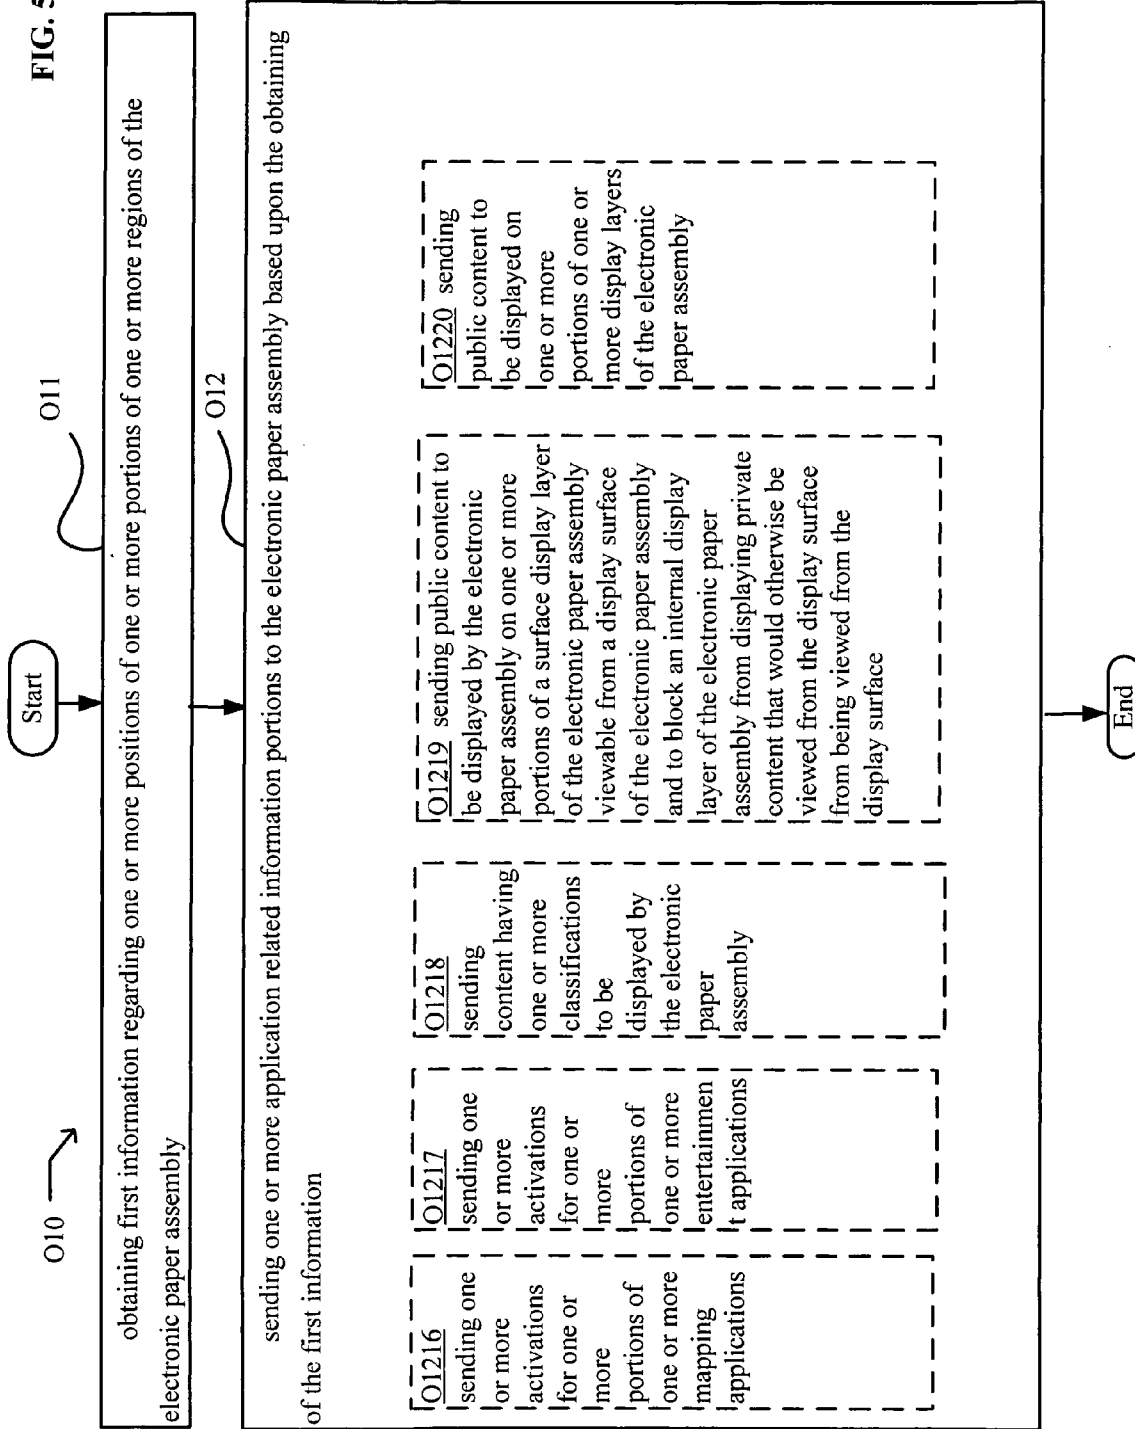 FIG. 5
O10
Start
O11
obtaining first information regarding one or more positions of one or more portions of one or more regions of the
electronic paper assembly
O12
sending one or more application related information portions to the electronic paper assembly based upon the obtaining
of the first information
O1216
sending one
or more
activations
for one or
more
portions of
one or more
mapping
applications
O1217
sending one
or more
activations
for one or
more
portions of
one or more
entertainmen
t applications
O1218
sending
content having
one or more
classifications
to be
displayed by
the electronic
paper
assembly
O1219 sending public content to
be displayed by the electronic
paper assembly on one or more
portions of a surface display layer
of the electronic paper assembly
viewable from a display surface
of the electronic paper assembly
and to block an internal display
layer of the electronic paper
assembly from displaying private
content that would otherwise be
viewed from the display surface
from being viewed from the
display surface
O1220 sending
public content to
be displayed on
one or more
portions of one or
more display layers
of the electronic
paper assembly
End